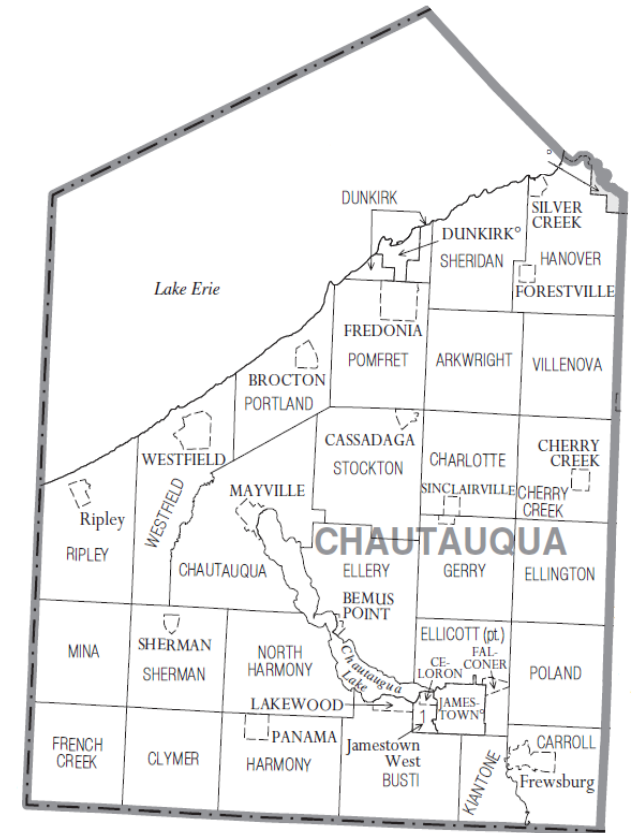 DUNKIRK
SILVER
CREEK
DUNKIRK°
SHERIDAN
HANOVER
Lake Erie
FORESTVILLE
FREDONIA
POMFRET
ARKWRIGHT
VILLENOVA
BROCTON
PORTLAND
CASSADAGA
STOCKTON
WESTFIELD
CHARLOTTE
CHERRY
CREEK
MAYVILLE
SINCLAIRVILLE
CHERRY
CREEK
Ripley
WESTFIELD
RIPLEY
CHAUTAUQUA
CHAUTAUQUA
ELLERY
GERRY
ELLINGTON
BEMUS
POINT
ELLICOTT (pt.)
MINA
SHERMAN
SHERMAN
NORTH
HARMONY
Chautauqua
Lake
CE-
LORON
FAL-
CONER
POLAND
LAKEWOOD
JAMES-
TOWN°
PANAMA
HARMONY
Jamestown
West
BUSTI
FRENCH
CREEK
CLYMER
KIANTONE
CARROLL
Frewsburg